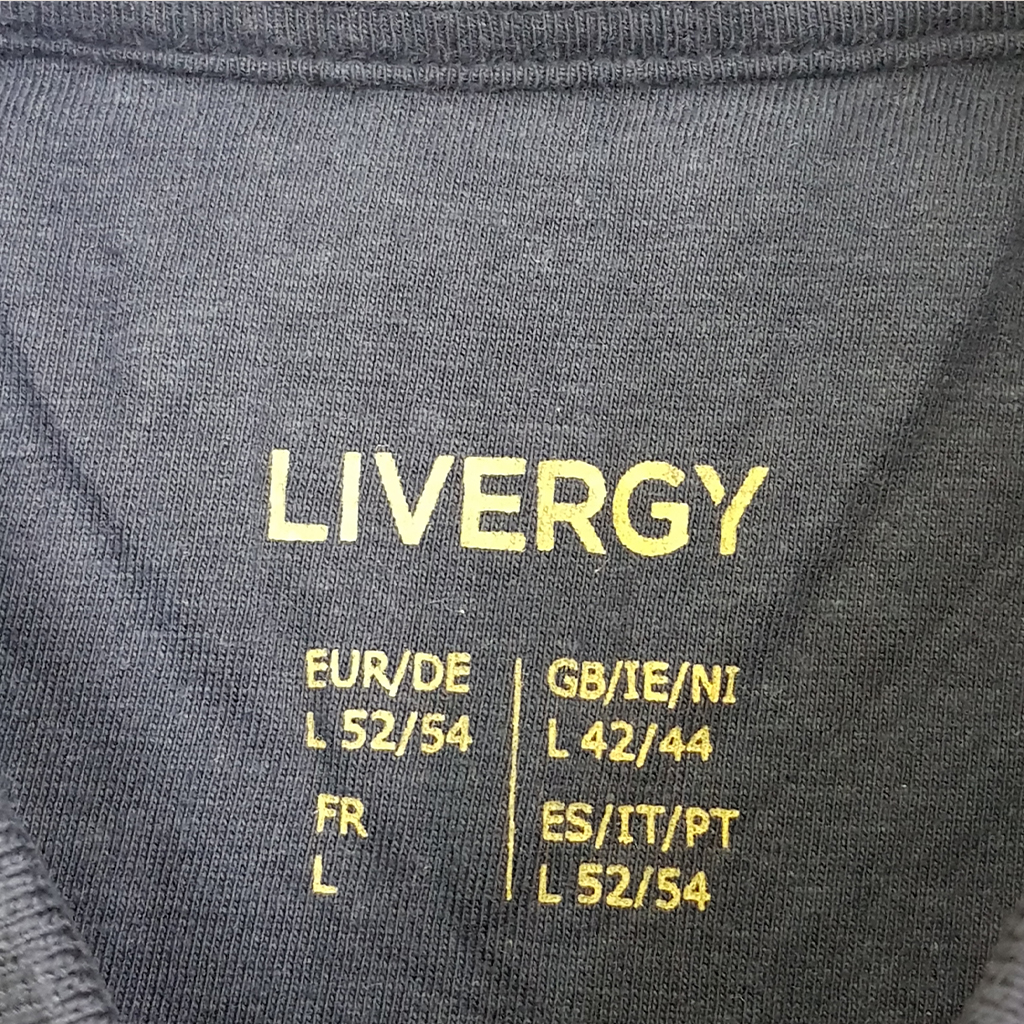 LIVERGY
EUR/DE
L 52/54
FR
L
GB/IE/NI
L 42/44
ES/IT/PT
L 52/54